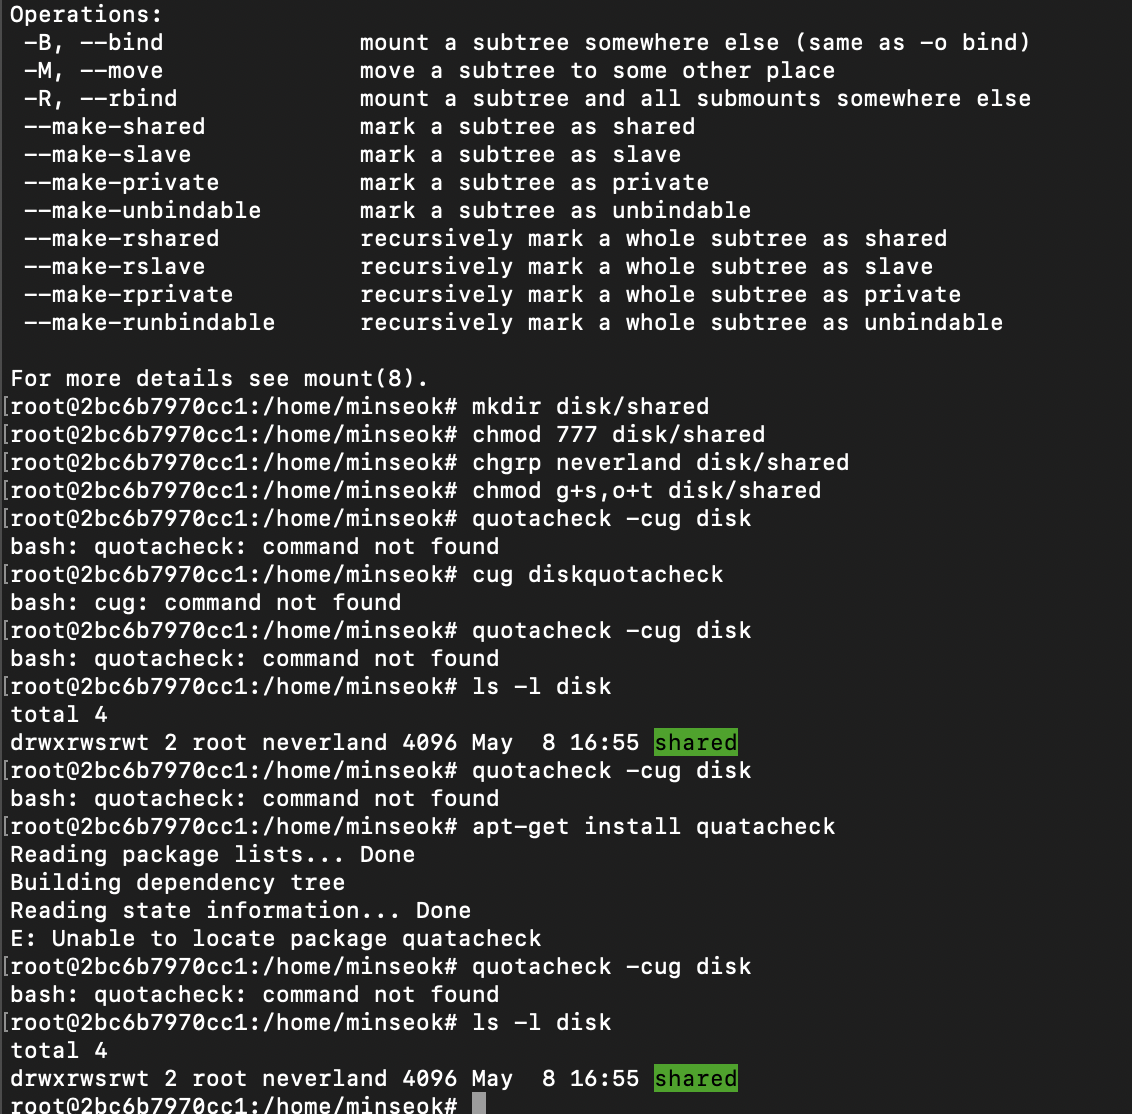 Operations:
 -B, --bind              mount a subtree somewhere else (same as -o bind)
 -M, --move              move a subtree to some other place
 -R, --rbind             mount a subtree and all submounts somewhere else
 --make-shared           mark a subtree as shared
 --make-slave            mark a subtree as slave
 --make-private          mark a subtree as private
 --make-unbindable       mark a subtree as unbindable
 --make-rshared          recursively mark a whole subtree as shared
 --make-rslave           recursively mark a whole subtree as slave
 --make-rprivate         recursively mark a whole subtree as private
 --make-runbindable      recursively mark a whole subtree as unbindable

For more details see mount(8).
[root@2bc6b7970cc1:/home/minseok# mkdir disk/shared
[root@2bc6b7970cc1:/home/minseok# chmod 777 disk/shared
[root@2bc6b7970cc1:/home/minseok# chgrp neverland disk/shared
[root@2bc6b7970cc1:/home/minseok# chmod g+s,o+t disk/shared
[root@2bc6b7970cc1:/home/minseok# quotacheck -cug disk
bash: quotacheck: command not found
[root@2bc6b7970cc1:/home/minseok# cug diskquotacheck
bash: cug: command not found
[root@2bc6b7970cc1:/home/minseok# quotacheck -cug disk
bash: quotacheck: command not found
[root@2bc6b7970cc1:/home/minseok# ls -l disk
total 4
drwxrwsrwt 2 root neverland 4096 May  8 16:55 shared
[root@2bc6b7970cc1:/home/minseok# quotacheck -cug disk
bash: quotacheck: command not found
[root@2bc6b7970cc1:/home/minseok# apt-get install quatacheck
Reading package lists... Done
Building dependency tree
Reading state information... Done
E: Unable to locate package quatacheck
[root@2bc6b7970cc1:/home/minseok# quotacheck -cug disk
bash: quotacheck: command not found
[root@2bc6b7970cc1:/home/minseok# ls -l disk
total 4
drwxrwsrwt 2 root neverland 4096 May  8 16:55 shared
root@2bc6b7970cc1:/home/minseok#